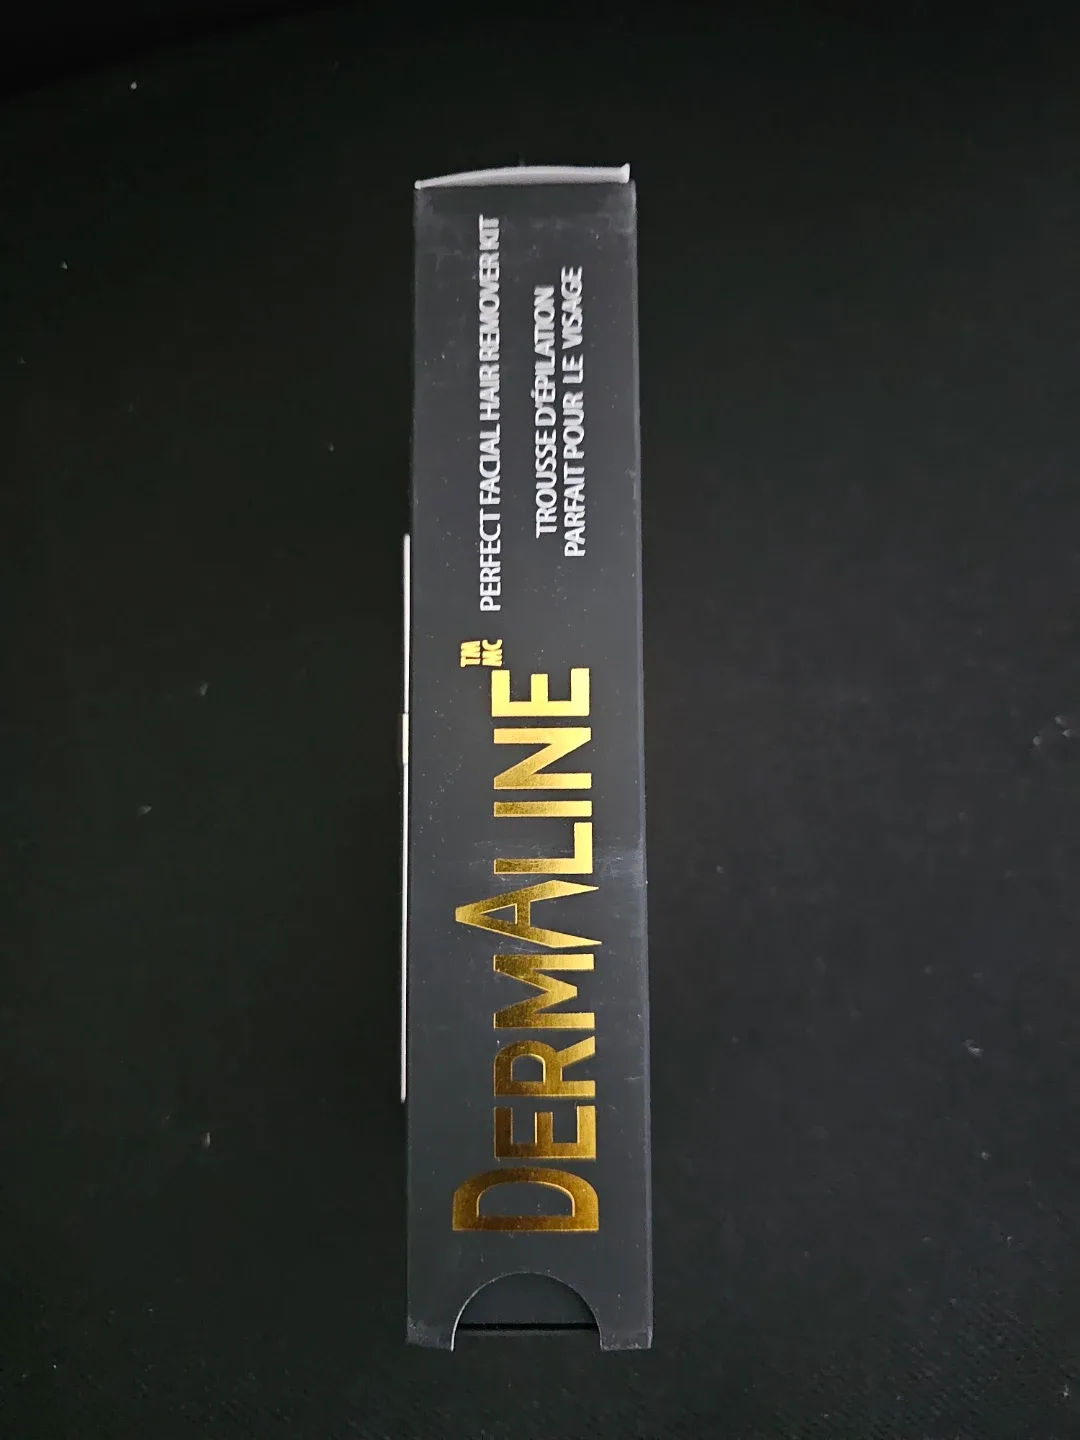 DERMALINE
TM
MC
PERFECT FACIAL HAIR REMOVER KIT
TROUSSE D'ÉPILATION
PARFAIT POUR LE VISAGE